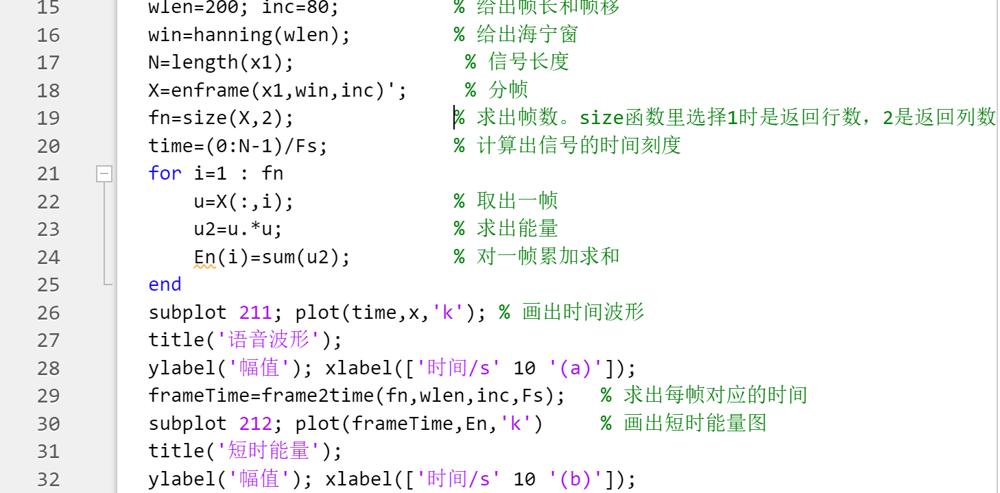 15 wlen=200; inc=80; % 给出帧长和帧移
16 win=hanning(wlen); % 给出海宁窗
17 N=length(x1); % 信号长度
18 X=enframe(x1,win,inc)'; % 分帧
19 fn=size(X,2); % 求出帧数。size函数里选择1时是返回行数，2是返回列数
20 time=(0:N-1)/Fs; % 计算出信号的时间刻度
21 for i=1 : fn
22 u=X(:,i); % 取出一帧
23 u2=u.*u; % 求出能量
24 En(i)=sum(u2); % 对一帧累加求和
25 end
26 subplot 211; plot(time,x,'k'); % 画出时间波形
27 title('语音波形');
28 ylabel('幅值'); xlabel(['时间/s' 10 '(a)']);
29 frameTime=frame2time(fn,wlen,inc,Fs); % 求出每帧对应的时间
30 subplot 212; plot(frameTime,En,'k') % 画出短时能量图
31 title('短时能量');
32 ylabel('幅值'); xlabel(['时间/s' 10 '(b)']);